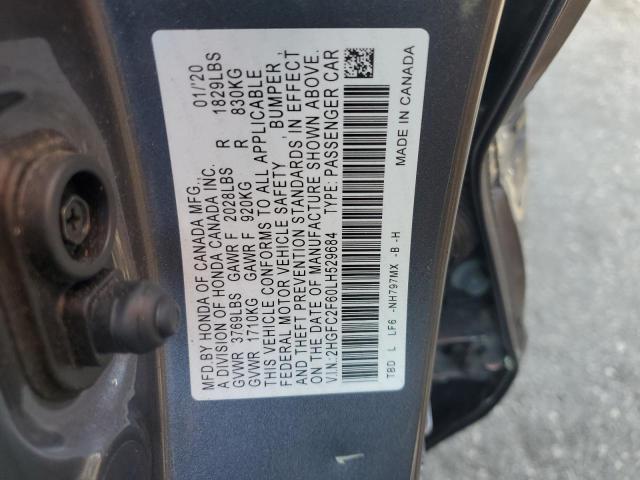 MFD BY HONDA OF CANADA MFG., 01/'20
A DIVISION OF HONDA CANADA INC.
GVWR 3769LBS GAWR F 2028LBS R 1829LBS
GVWR 1710KG GAWR F 920KG R 830KG
THIS VEHICLE CONFORMS TO ALL APPLICABLE
FEDERAL MOTOR VEHICLE SAFETY , BUMPER ,
AND THEFT PREVENTION STANDARDS IN EFFECT
ON THE DATE OF MANUFACTURE SHOWN ABOVE.
V.I.N.:2HGFC2F60LH529684 TYPE: PASSENGER CAR
TBD L LF6 -NH797MX -B -H MADE IN CANADA
1